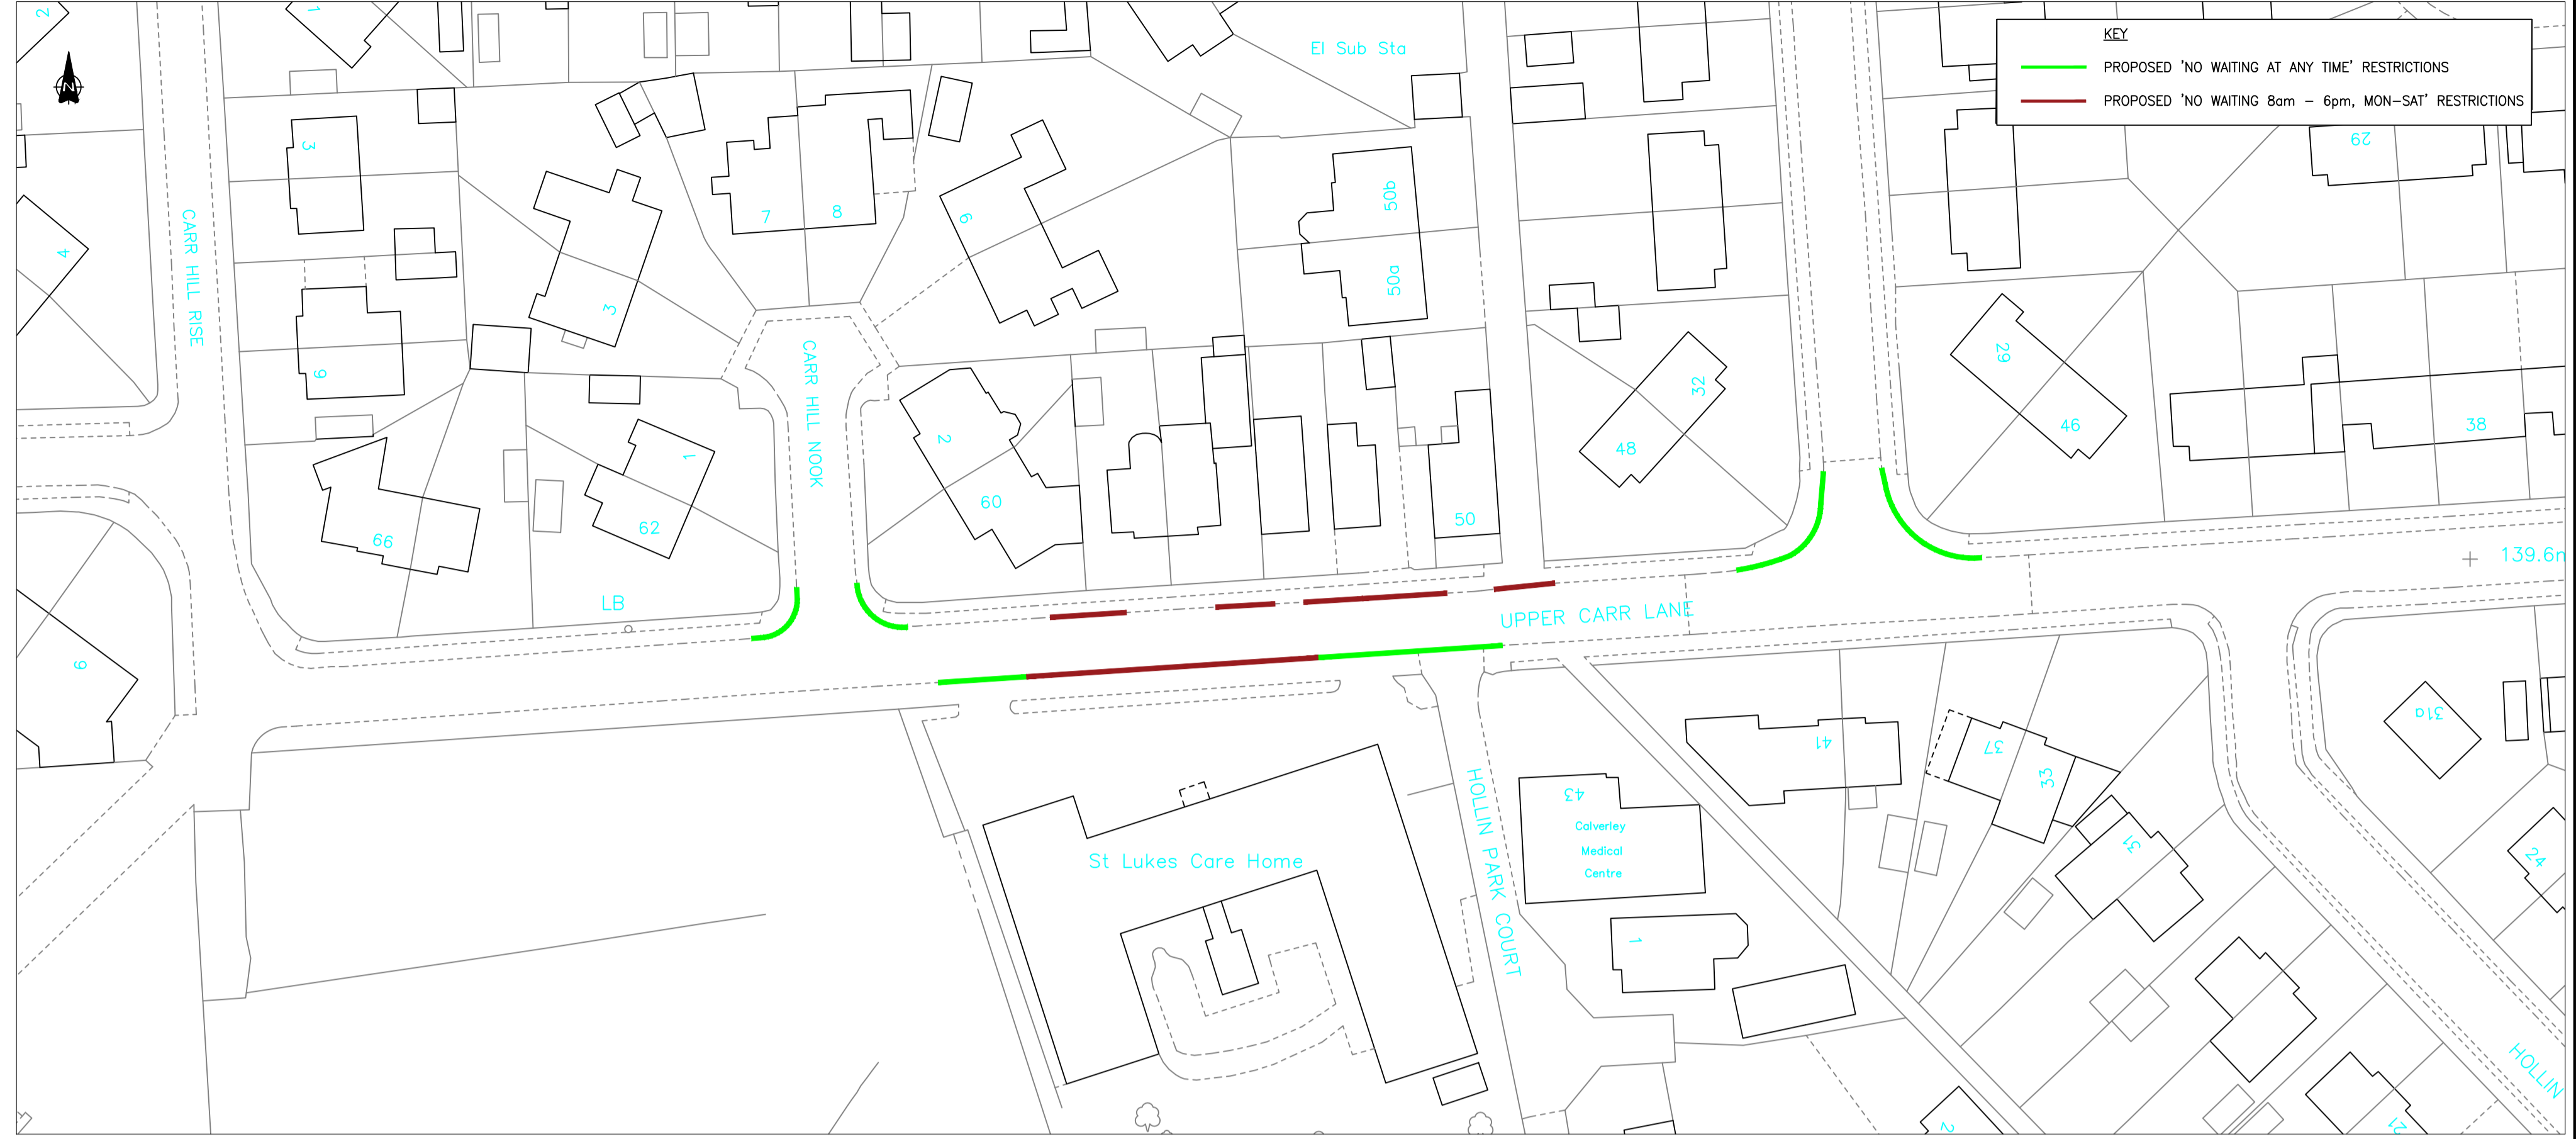 KEY
PROPOSED 'NO WAITING AT ANY TIME' RESTRICTIONS
PROPOSED 'NO WAITING 8am - 6pm, MON-SAT' RESTRICTIONS
N
2
1
El Sub Sta
3
4
CARR HILL RISE
7
8
6
3
50b
50a
29
9
CARR HILL NOOK
2
1
60
62
66
50
32
48
29
46
38
139.6m
LB
UPPER CARR LANE
9
41
37
33
31a
31
24
43
Calverley
Medical
Centre
St Lukes Care Home
HOLLIN PARK COURT
1
HOLLIN
2
21